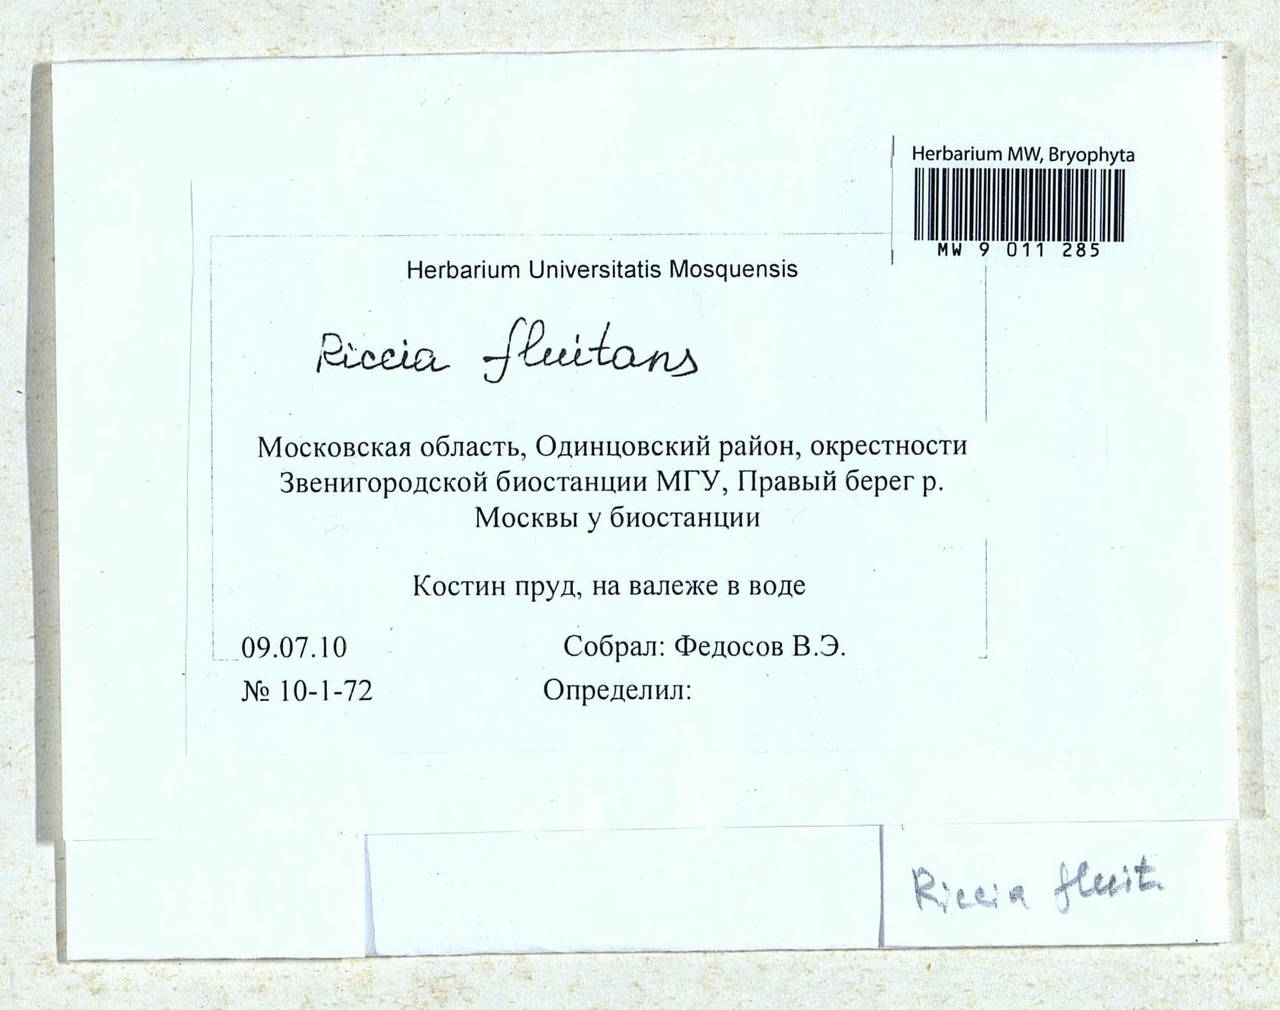 Herbarium MW, Bryophyta
MW 9 011 285
Herbarium Universitatis Mosquensis
Riccia fluitans
Московская область, Одинцовский район, окрестности
Звенигородской биостанции МГУ, Правый берег р.
Москвы у биостанции
Костин пруд, на валеже в воде
09.07.10 Собрал: Федосов В.Э.
№ 10-1-72 Определил:
Riccia fluit.